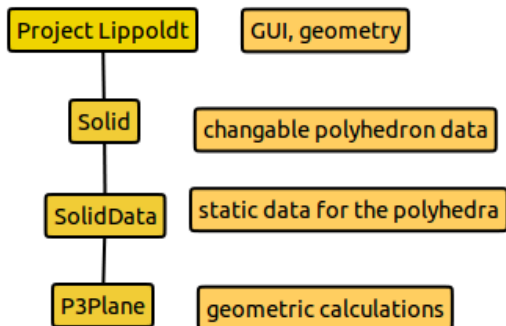 Project Lippoldt
GUI, geometry
Solid
changable polyhedron data
SolidData
static data for the polyhedra
P3Plane
geometric calculations